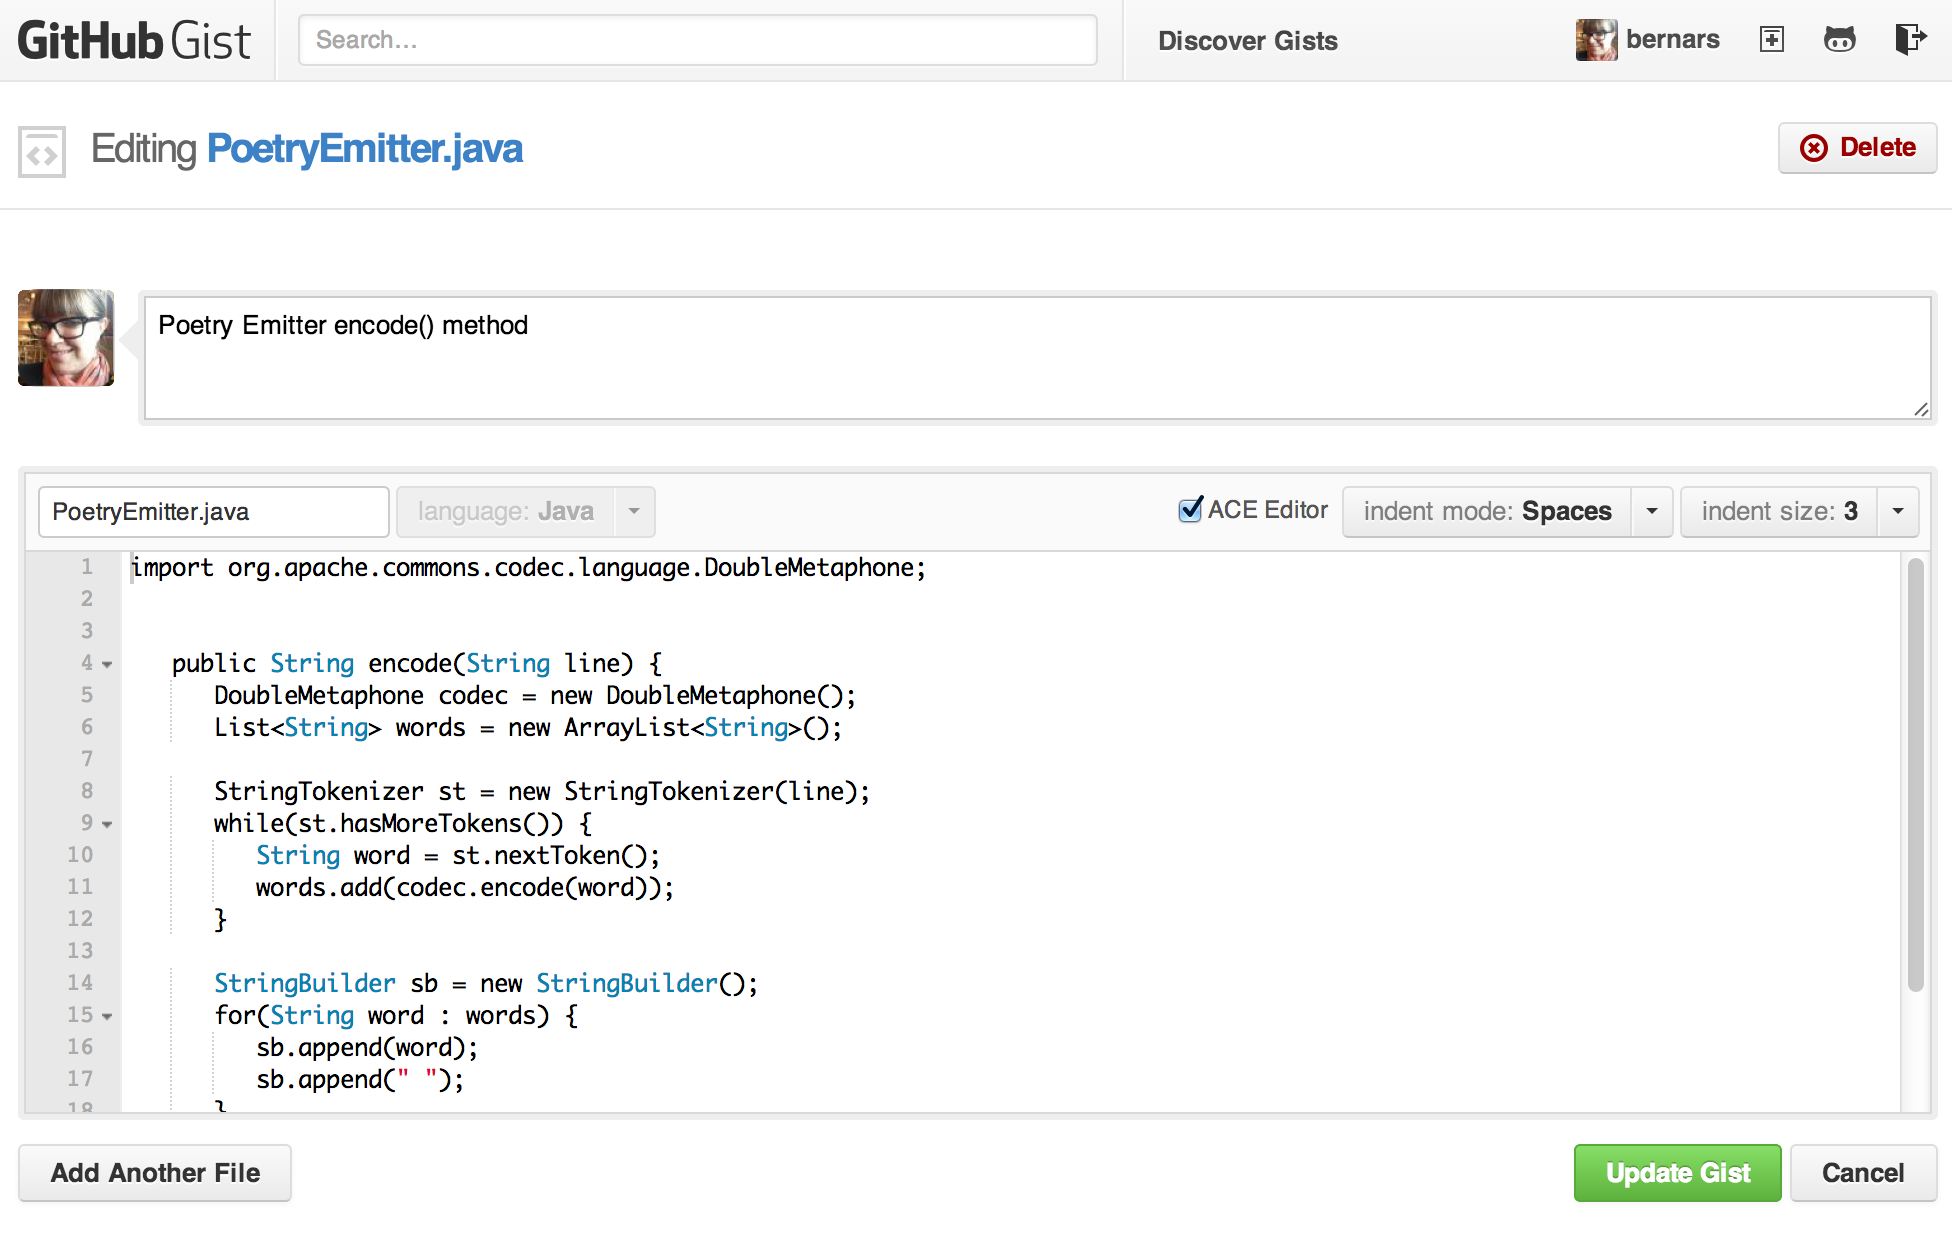 GitHub Gist
Search...
Discover Gists
bernars
Editing PoetryEmitter.java
Delete
Poetry Emitter encode() method
PoetryEmitter.java
language: Java
ACE Editor
indent mode: Spaces
indent size: 3
1 import org.apache.commons.codec.language.DoubleMetaphone;
2
3
4 public String encode(String line) {
5 DoubleMetaphone codec = new DoubleMetaphone();
6 List<String> words = new ArrayList<String>();
7
8 StringTokenizer st = new StringTokenizer(line);
9 while(st.hasMoreTokens()) {
10 String word = st.nextToken();
11 words.add(codec.encode(word));
12 }
13
14 StringBuilder sb = new StringBuilder();
15 for(String word : words) {
16 sb.append(word);
17 sb.append(" ");
18 }
Add Another File
Update Gist
Cancel